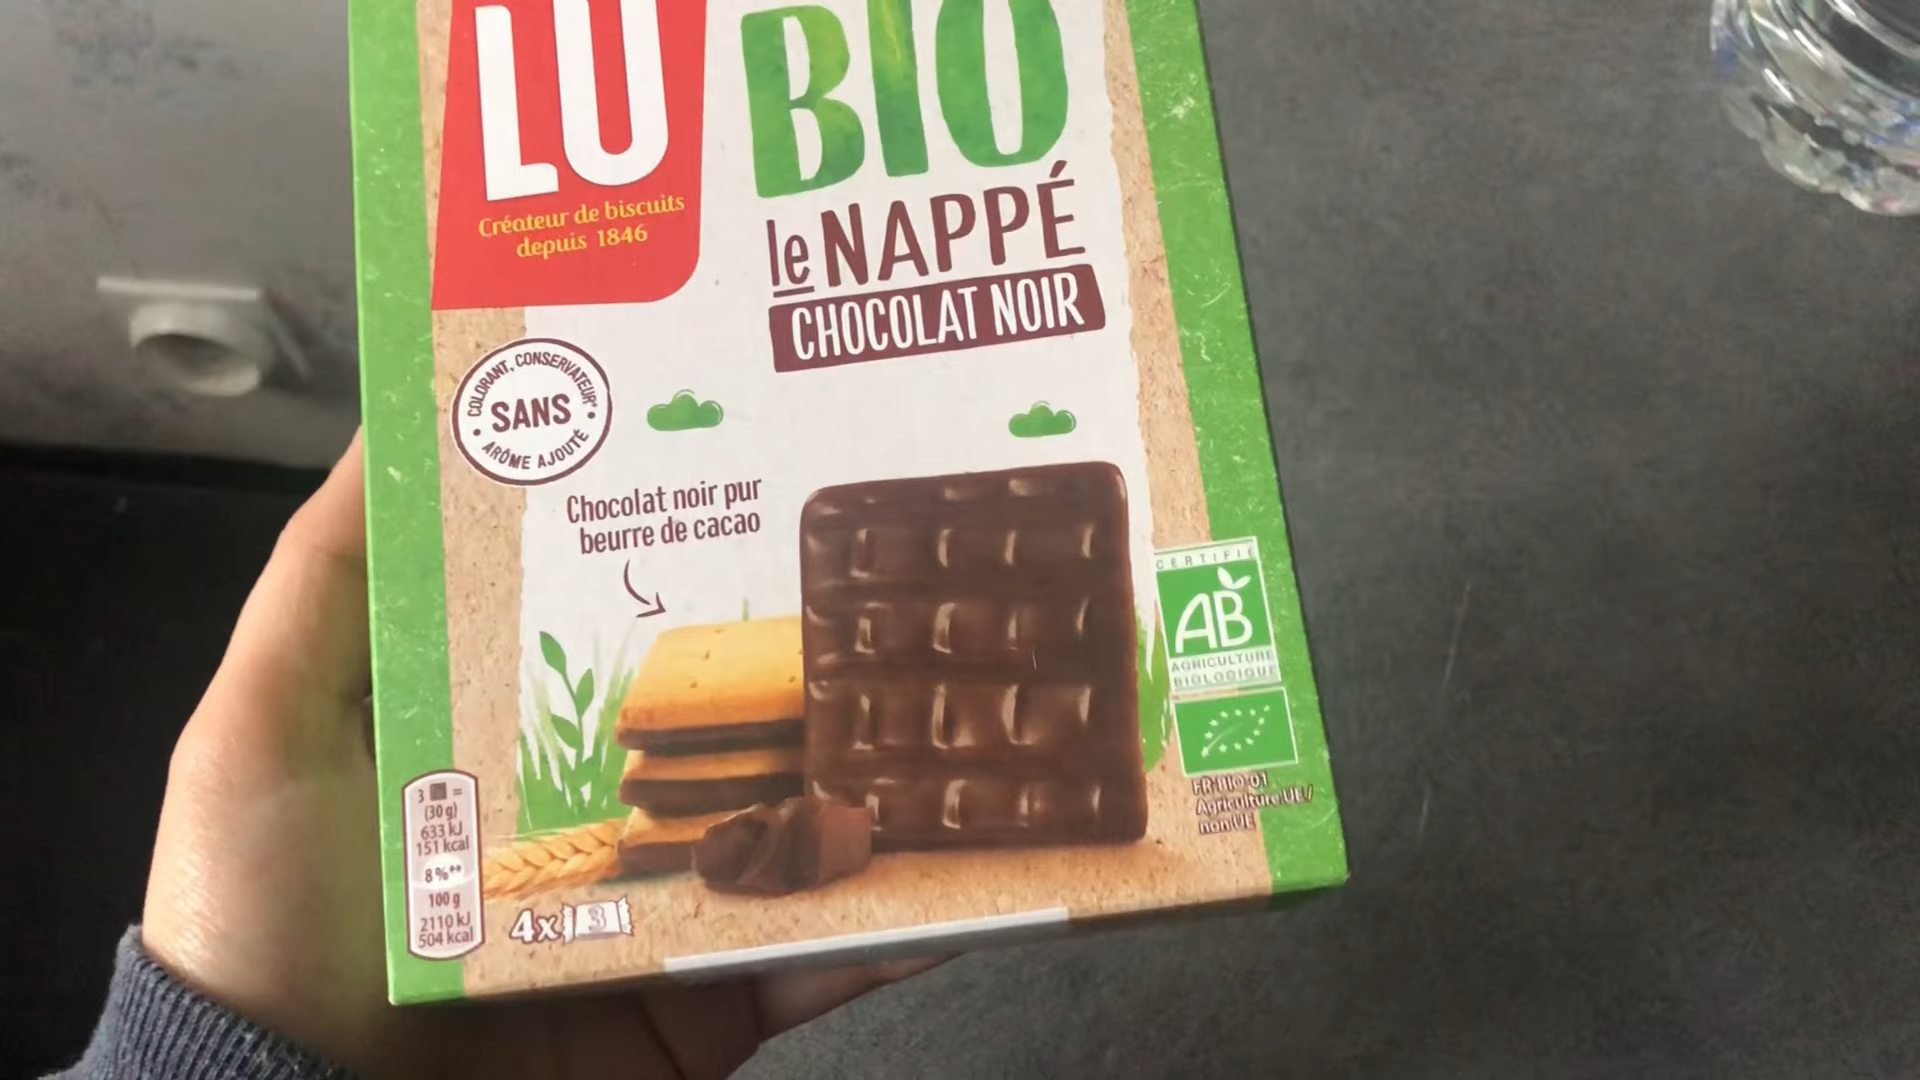 LU
Créateur de biscuits
depuis 1846
BIO
le NAPPÉ
CHOCOLAT NOIR
COLORANT, CONSERVATEUR*
SANS
ARÔME AJOUTÉ
Chocolat noir pur
beurre de cacao
CERTIFIÉ
AB
AGRICULTURE
BIOLOGIQUE
FR-BIO-01
Agriculture UE/
non UE
3 =
(30 g)
633 kJ
151 kcal
8%**
100 g
2110 kJ
504 kcal
4x 3